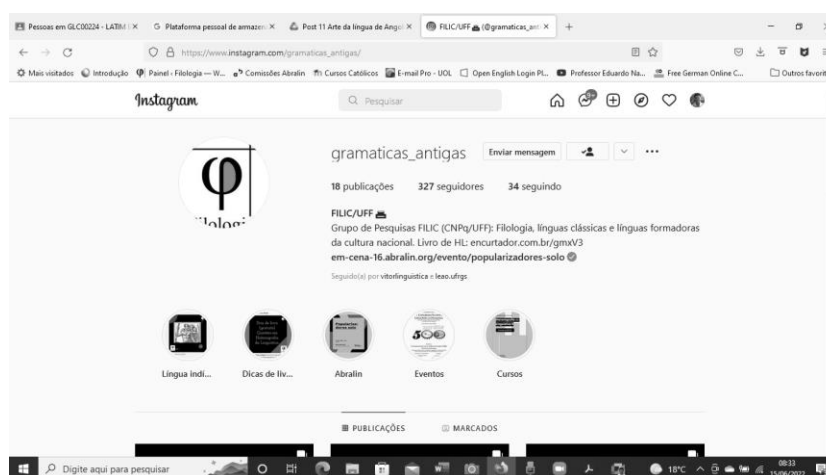 Pessoas em GLC00224 - LATIM I
Plataforma pessoal de armazen
Post 11 Arte da língua de Angol
FILIC/UFF (@gramaticas_ant
https://www.instagram.com/gramaticas_antigas/
Mais visitados Introdução Painel - Filologia — W... Comissões Abralin Cursos Católicos E-mail Pro - UOL Open English Login Pl... Professor Eduardo Na... Free German Online C... Outros favorit
Instagram
Pesquisar
9+
gramaticas_antigas Enviar mensagem
18 publicações 327 seguidores 34 seguindo
φ
FILIC/UFF
Grupo de Pesquisas FILIC (CNPq/UFF): Filologia, línguas clássicas e línguas formadoras
da cultura nacional. Livro de HL: encurtador.com.br/gmxV3
em-cena-16.abralin.org/evento/popularizadores-solo
Seguido(a) por vitorlinguistica e leao.ufrgs
500
Língua indí... Dicas de liv... Abralin Eventos Cursos
PUBLICAÇÕES MARCADOS
Digite aqui para pesquisar
18°C
08:33
15/06/2022